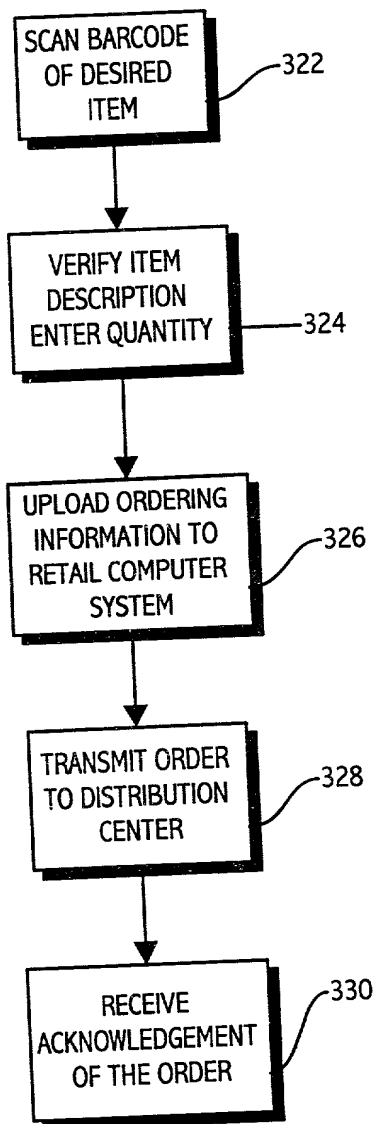 SCAN BARCODE
OF DESIRED
ITEM
322
VERIFY ITEM
DESCRIPTION
ENTER QUANTITY
324
UPLOAD ORDERING
INFORMATION TO
RETAIL COMPUTER
SYSTEM
326
TRANSMIT ORDER
TO DISTRIBUTION
CENTER
328
RECEIVE
ACKNOWLEDGEMENT
OF THE ORDER
330